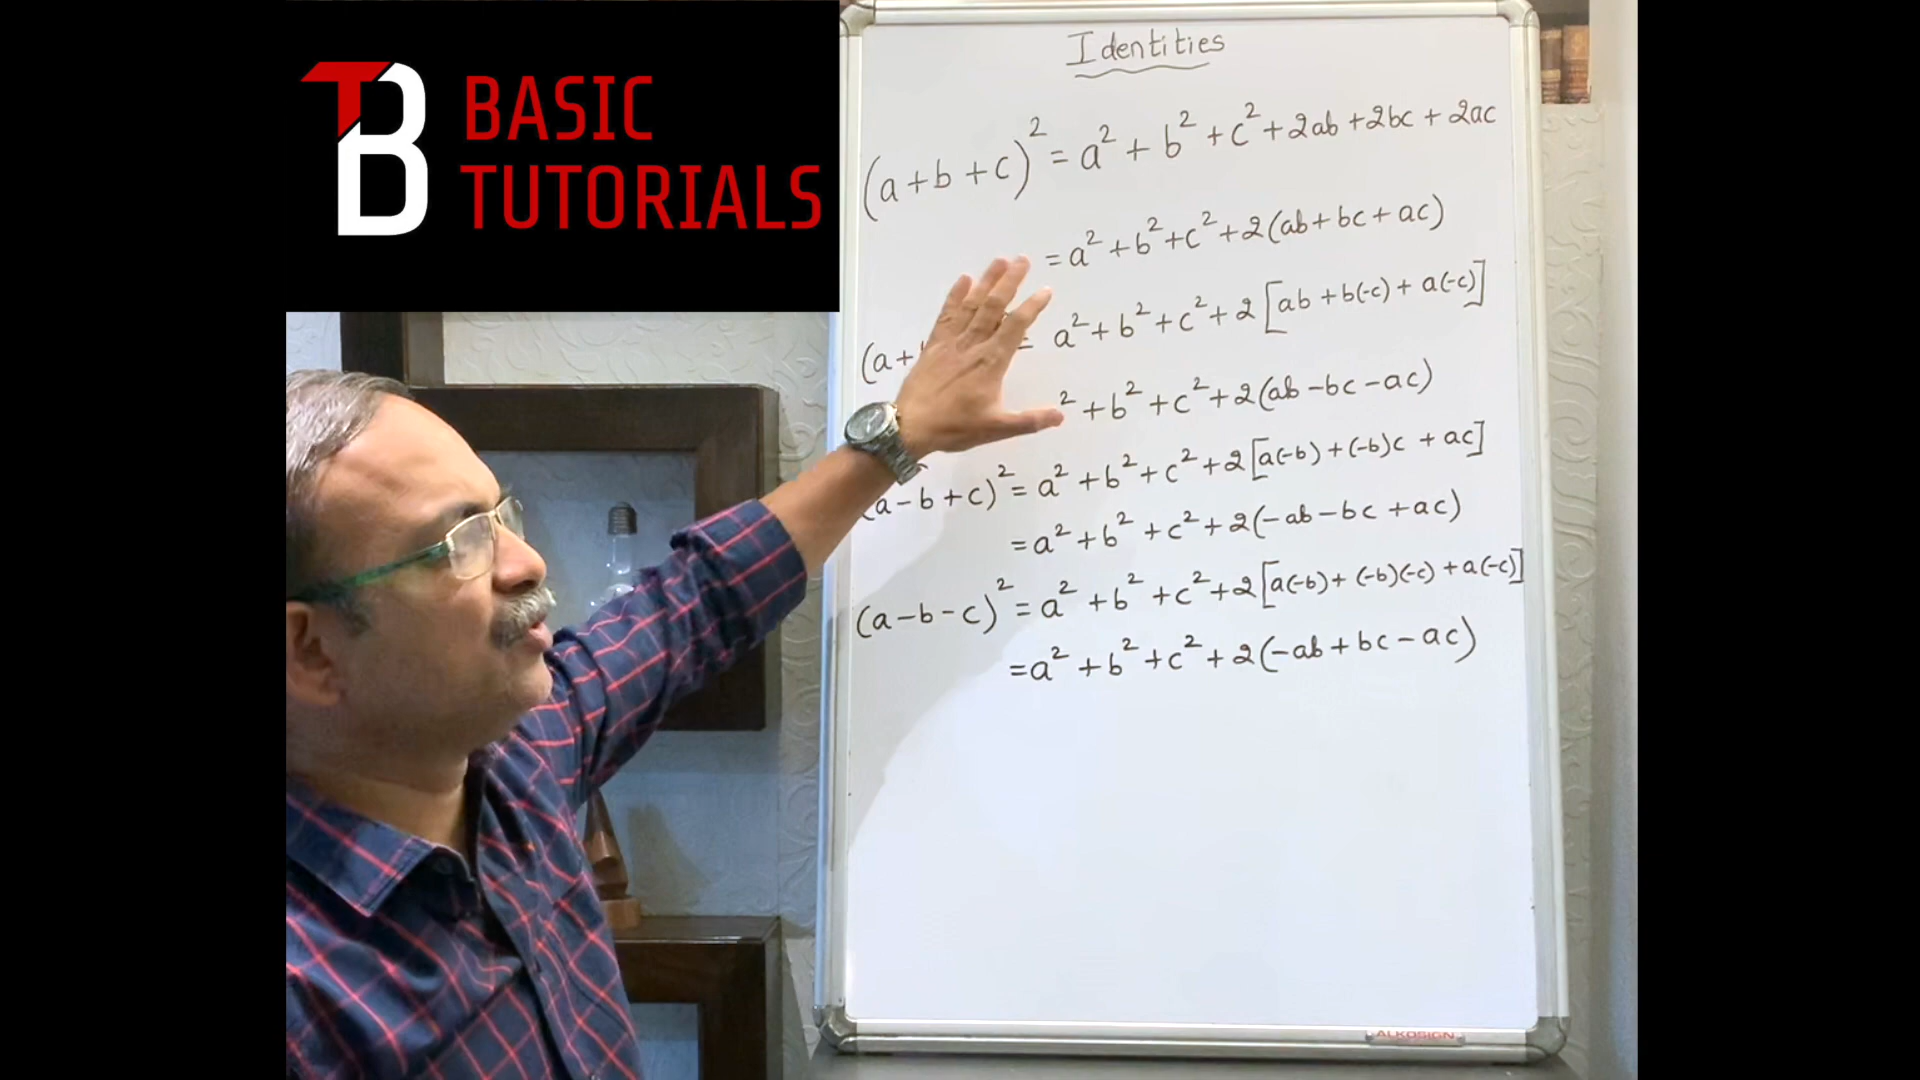 BASIC
TUTORIALS
Identities
(a+b+c)² = a² + b² + c² + 2ab + 2bc + 2ac
= a² + b² + c² + 2(ab + bc + ac)
(a+ = a² + b² + c² + 2[ab + b(-c) + a(-c)]
² + b² + c² + 2(ab - bc - ac)
(a-b+c)² = a² + b² + c² + 2[a(-b) + (-b)c + ac]
= a² + b² + c² + 2(-ab - bc + ac)
(a-b-c)² = a² + b² + c² + 2[a(-b) + (-b)(-c) + a(-c)]
= a² + b² + c² + 2(-ab + bc - ac)
ALKOSIGN